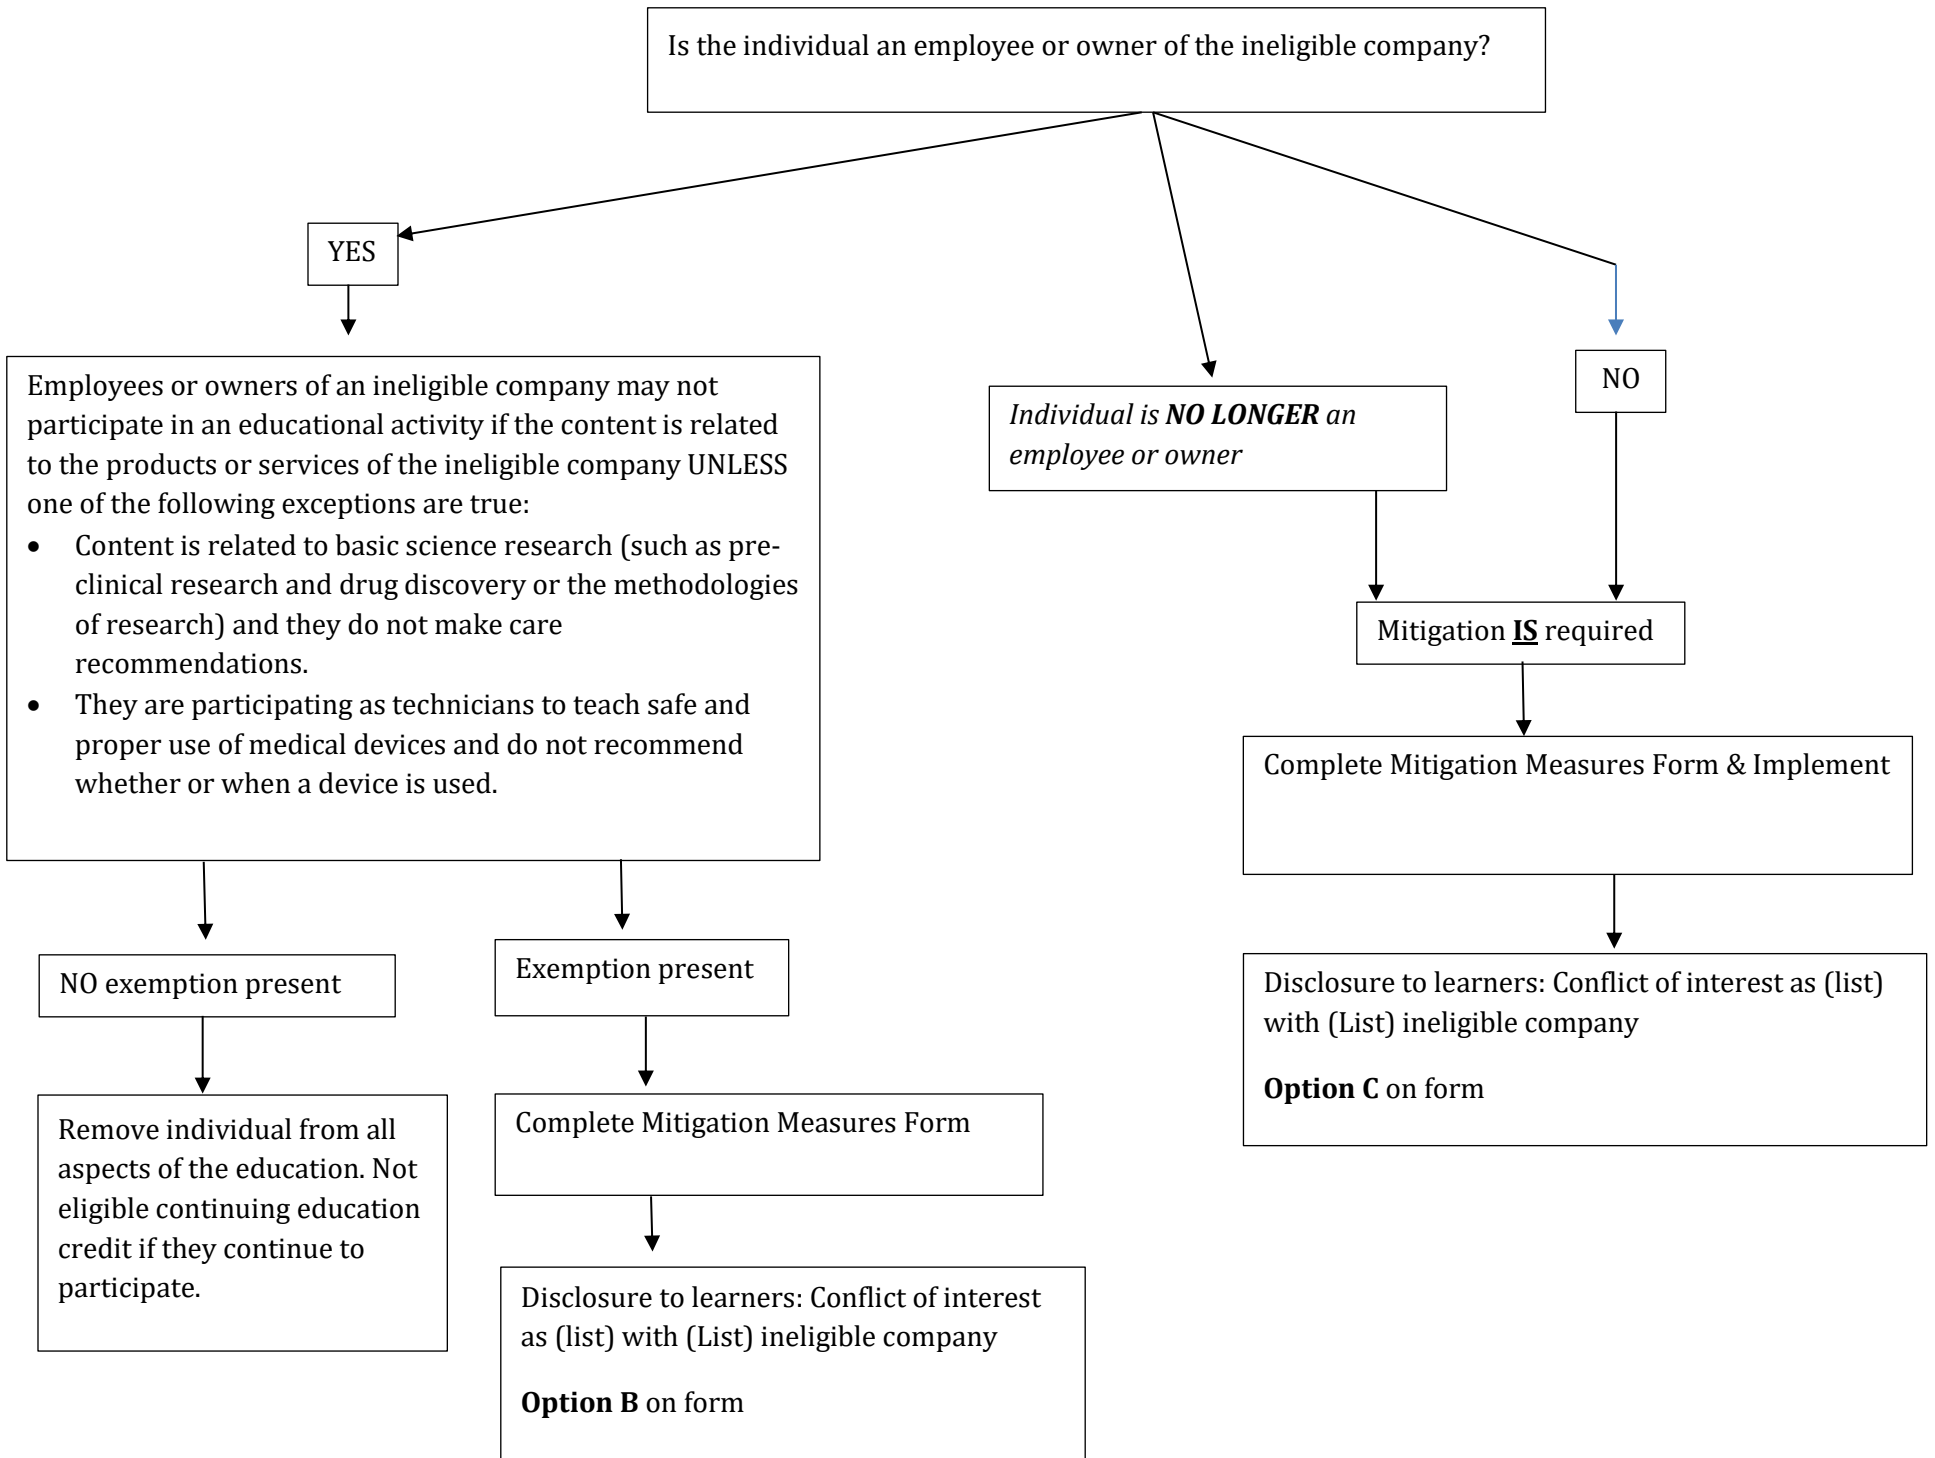 Is the individual an employee or owner of the ineligible company?
YES
Employees or owners of an ineligible company may not
participate in an educational activity if the content is related
to the products or services of the ineligible company UNLESS
one of the following exceptions are true:
• Content is related to basic science research (such as pre-
clinical research and drug discovery or the methodologies
of research) and they do not make care
recommendations.
• They are participating as technicians to teach safe and
proper use of medical devices and do not recommend
whether or when a device is used.
NO exemption present
Remove individual from all
aspects of the education. Not
eligible continuing education
credit if they continue to
participate.
Exemption present
Complete Mitigation Measures Form
Disclosure to learners: Conflict of interest
as (list) with (List) ineligible company
Option B on form
Individual is NO LONGER an
employee or owner
NO
Mitigation IS required
Complete Mitigation Measures Form & Implement
Disclosure to learners: Conflict of interest as (list)
with (List) ineligible company
Option C on form